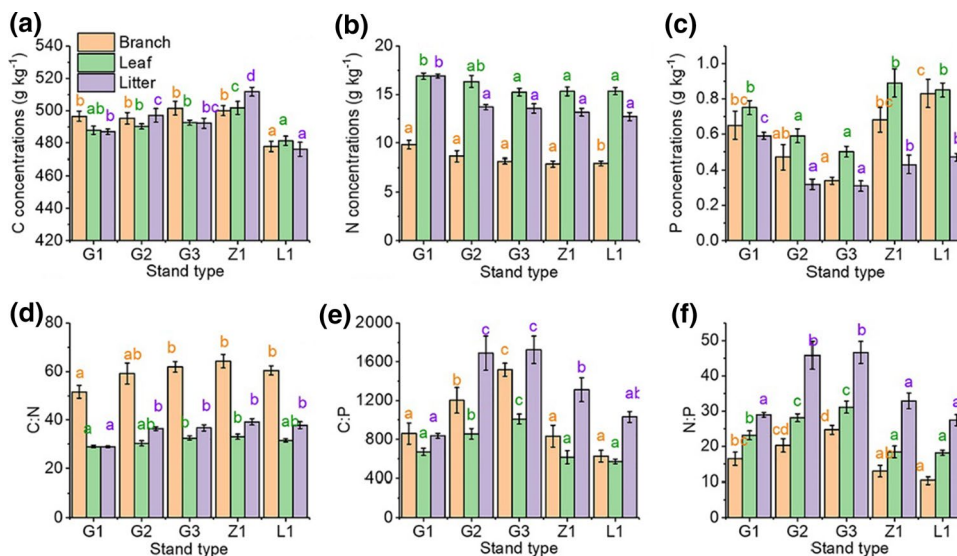 (a)
540
520
500
480
460
440
420
C concentrations (g kg⁻¹)
Branch
Leaf
Litter
b ab b
b b c
b b bc
b c d
a a a
G1 G2 G3 Z1 L1
Stand type
(b)
20
15
10
5
0
N concentrations (g kg⁻¹)
a b b
a ab a
a a a
a a a
b a a
G1 G2 G3 Z1 L1
Stand type
(c)
1.0
0.8
0.6
0.4
0.2
0.0
P concentrations (g kg⁻¹)
bc b c
ab a a
a a a
bc b b
c b b
G1 G2 G3 Z1 L1
Stand type
(d)
80
60
40
20
0
C:N
a a a
ab ab b
b b b
b b b
b ab b
G1 G2 G3 Z1 L1
Stand type
(e)
2000
1600
1200
800
400
0
C:P
a a a
b b c
c c c
a a b
a a ab
G1 G2 G3 Z1 L1
Stand type
(f)
50
40
30
20
10
0
N:P
bc b a
cd c b
d c b
ab a a
a a a
G1 G2 G3 Z1 L1
Stand type